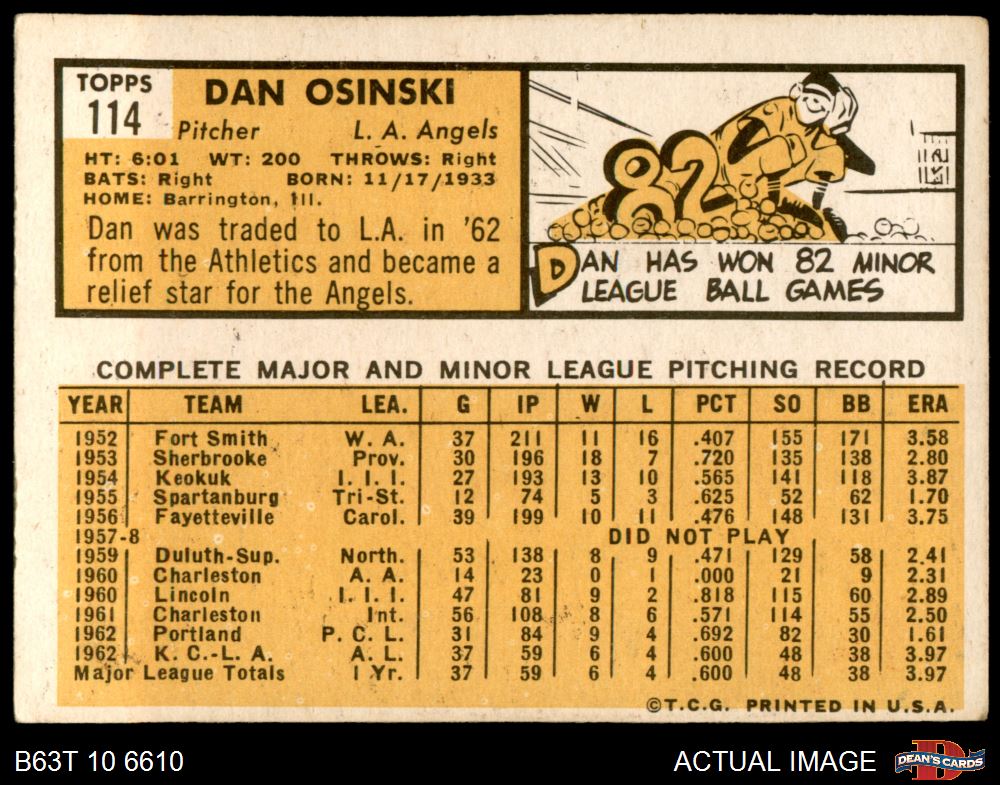 TOPPS
114
DAN OSINSKI
Pitcher L. A. Angels
HT: 6:01 WT: 200 THROWS: Right
BATS: Right BORN: 11/17/1933
HOME: Barrington, Ill.
Dan was traded to L.A. in '62
from the Athletics and became a
relief star for the Angels.
82
DAN HAS WON 82 MINOR
LEAGUE BALL GAMES
COMPLETE MAJOR AND MINOR LEAGUE PITCHING RECORD
YEAR TEAM LEA. G IP W L PCT SO BB ERA
1952 Fort Smith W. A. 37 211 11 16 .407 155 171 3.58
1953 Sherbrooke Prov. 30 196 18 7 .720 135 138 2.80
1954 Keokuk I. I. I. 27 193 13 10 .565 141 118 3.87
1955 Spartanburg Tri-St. 12 74 5 3 .625 52 62 1.70
1956 Fayetteville Carol. 39 199 10 11 .476 148 131 3.75
1957-8 DID NOT PLAY
1959 Duluth-Sup. North. 53 138 8 9 .471 129 58 2.41
1960 Charleston A. A. 14 23 0 1 .000 21 9 2.31
1960 Lincoln I. I. I. 47 81 9 2 .818 115 60 2.89
1961 Charleston Int. 56 108 8 6 .571 114 55 2.50
1962 Portland P. C. L. 31 84 9 4 .692 82 30 1.61
1962 K. C.-L. A. A. L. 37 59 6 4 .600 48 38 3.97
Major League Totals 1 Yr. 37 59 6 4 .600 48 38 3.97
©T.C.G. PRINTED IN U.S.A.
B63T 10 6610 ACTUAL IMAGE DEAN'S CARDS